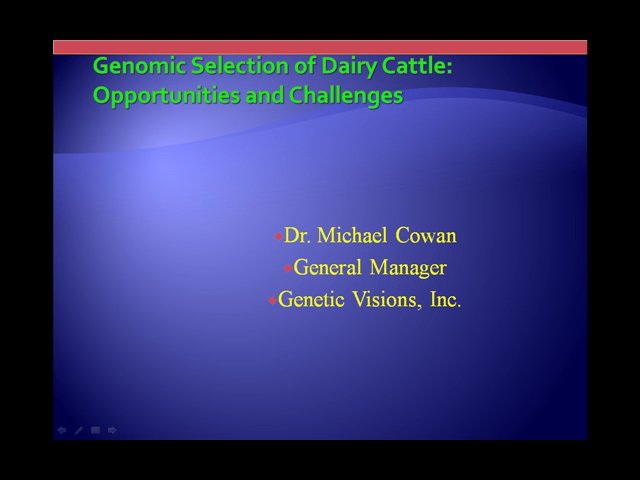 Genomic Selection of Dairy Cattle:
Opportunities and Challenges
Dr. Michael Cowan
General Manager
Genetic Visions, Inc.